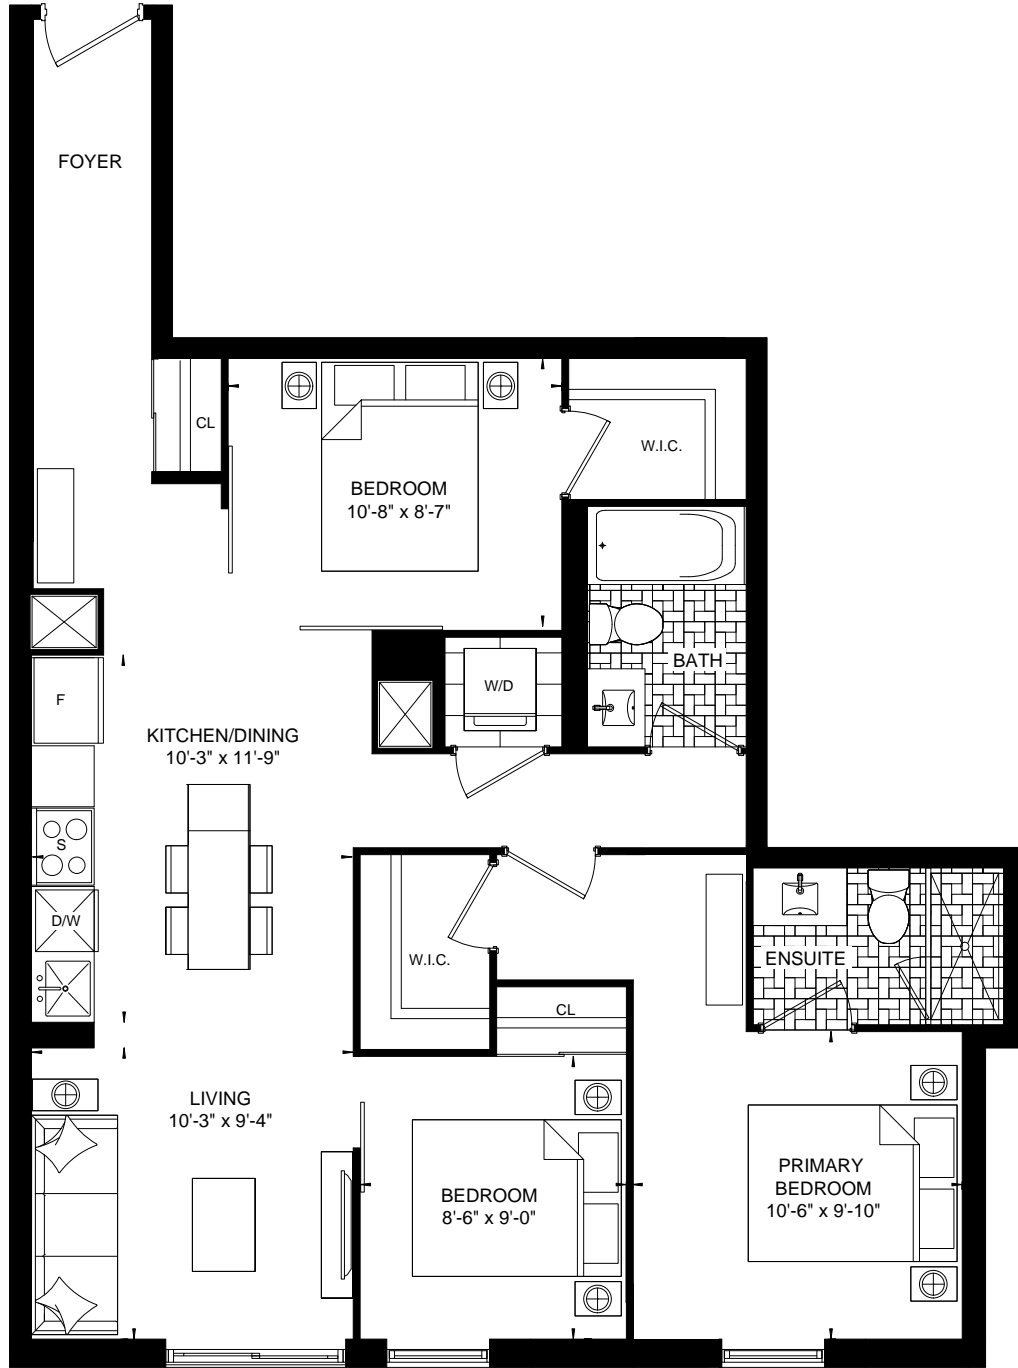 FOYER
CL
W.I.C.
BEDROOM
10'-8" x 8'-7"
BATH
W/D
F
KITCHEN/DINING
10'-3" x 11'-9"
S
D/W
W.I.C.
ENSUITE
CL
LIVING
10'-3" x 9'-4"
BEDROOM
8'-6" x 9'-0"
PRIMARY
BEDROOM
10'-6" x 9'-10"